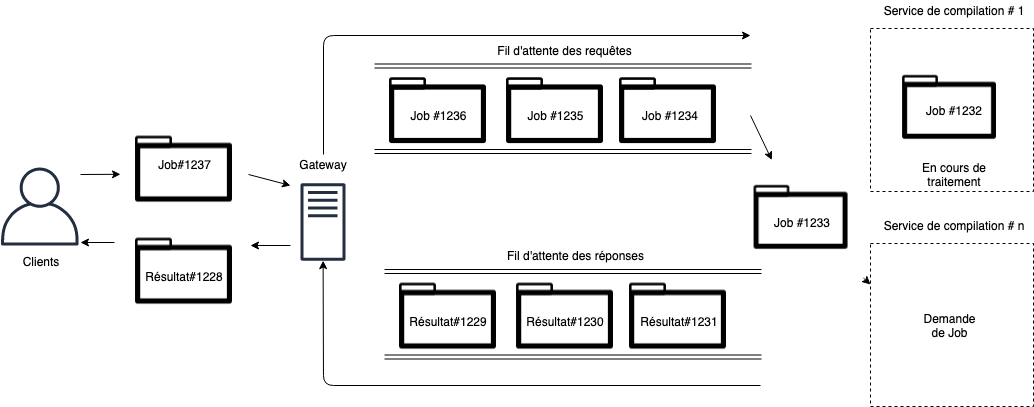 Service de compilation # 1
Fil d'attente des requêtes
Job #1236
Job #1235
Job #1234
Job #1232
Job#1237
Gateway
En cours de
traitement
Job #1233
Service de compilation # n
Clients
Résultat#1228
Fil d'attente des réponses
Résultat#1229
Résultat#1230
Résultat#1231
Demande
de Job